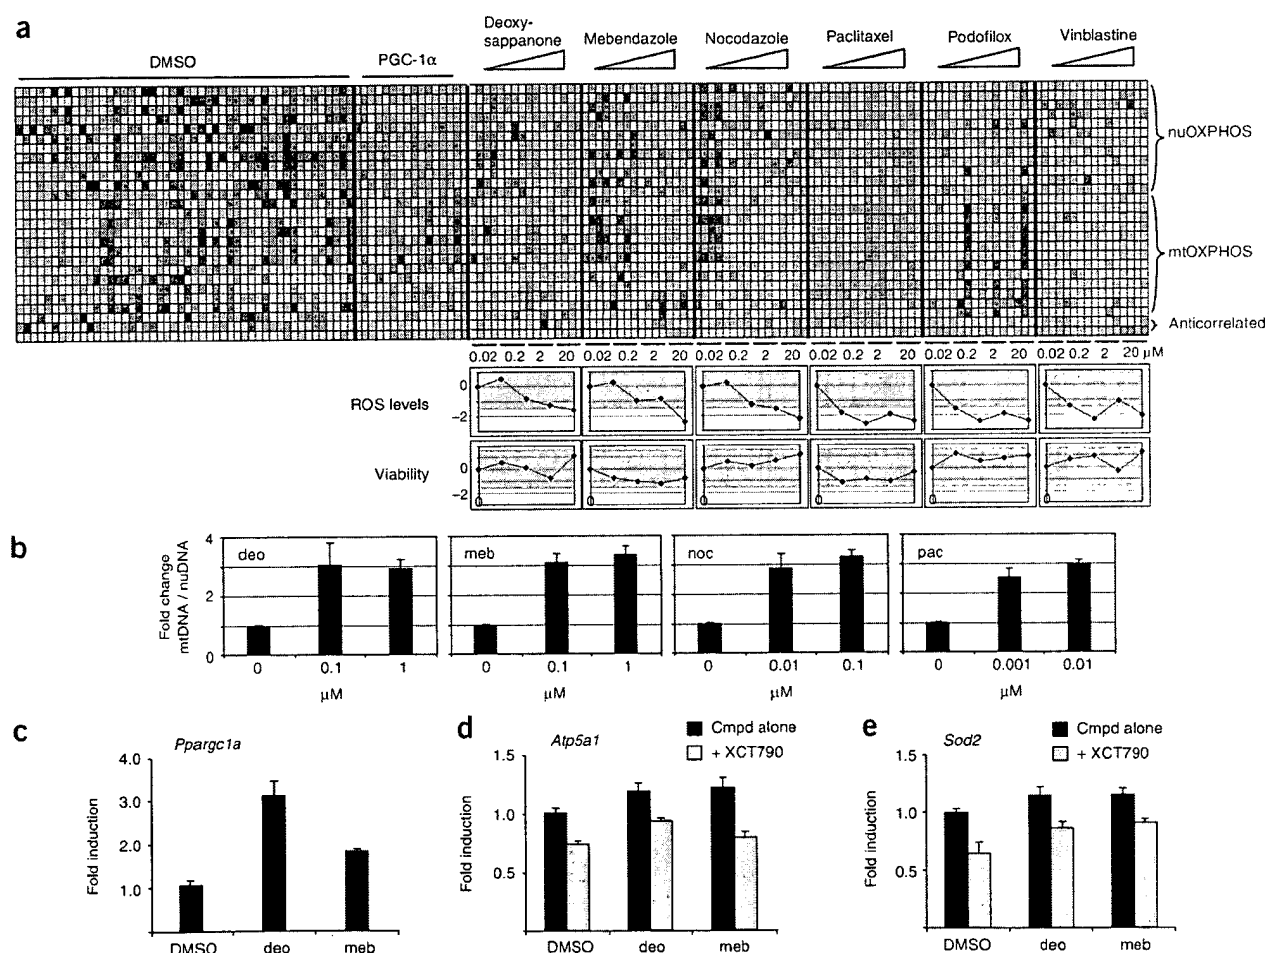 a
DMSO
PGC-1α
Deoxy-
sappanone
Mebendazole
Nocodazole
Paclitaxel
Podofilox
Vinblastine
nuOXPHOS
mtOXPHOS
Anticorrelated
0.02 0.2 2 20
0.02 0.2 2 20
0.02 0.2 2 20
0.02 0.2 2 20
0.02 0.2 2 20
0.02 0.2 2 20 µM
ROS levels
0
−2
Viability
0
−2
0
0
0
0
0
0
b
Fold change
mtDNA / nuDNA
4
2
0
deo
0 0.1 1
µM
meb
0 0.1 1
µM
noc
0 0.01 0.1
µM
pac
0 0.001 0.01
µM
c
Ppargc1a
Fold induction
4.0
3.0
2.0
1.0
DMSO deo meb
d
Atp5a1
Cmpd alone
+ XCT790
Fold induction
1.5
1.0
0.5
DMSO deo meb
e
Sod2
Cmpd alone
+ XCT790
Fold induction
1.5
1.0
0.5
DMSO deo meb